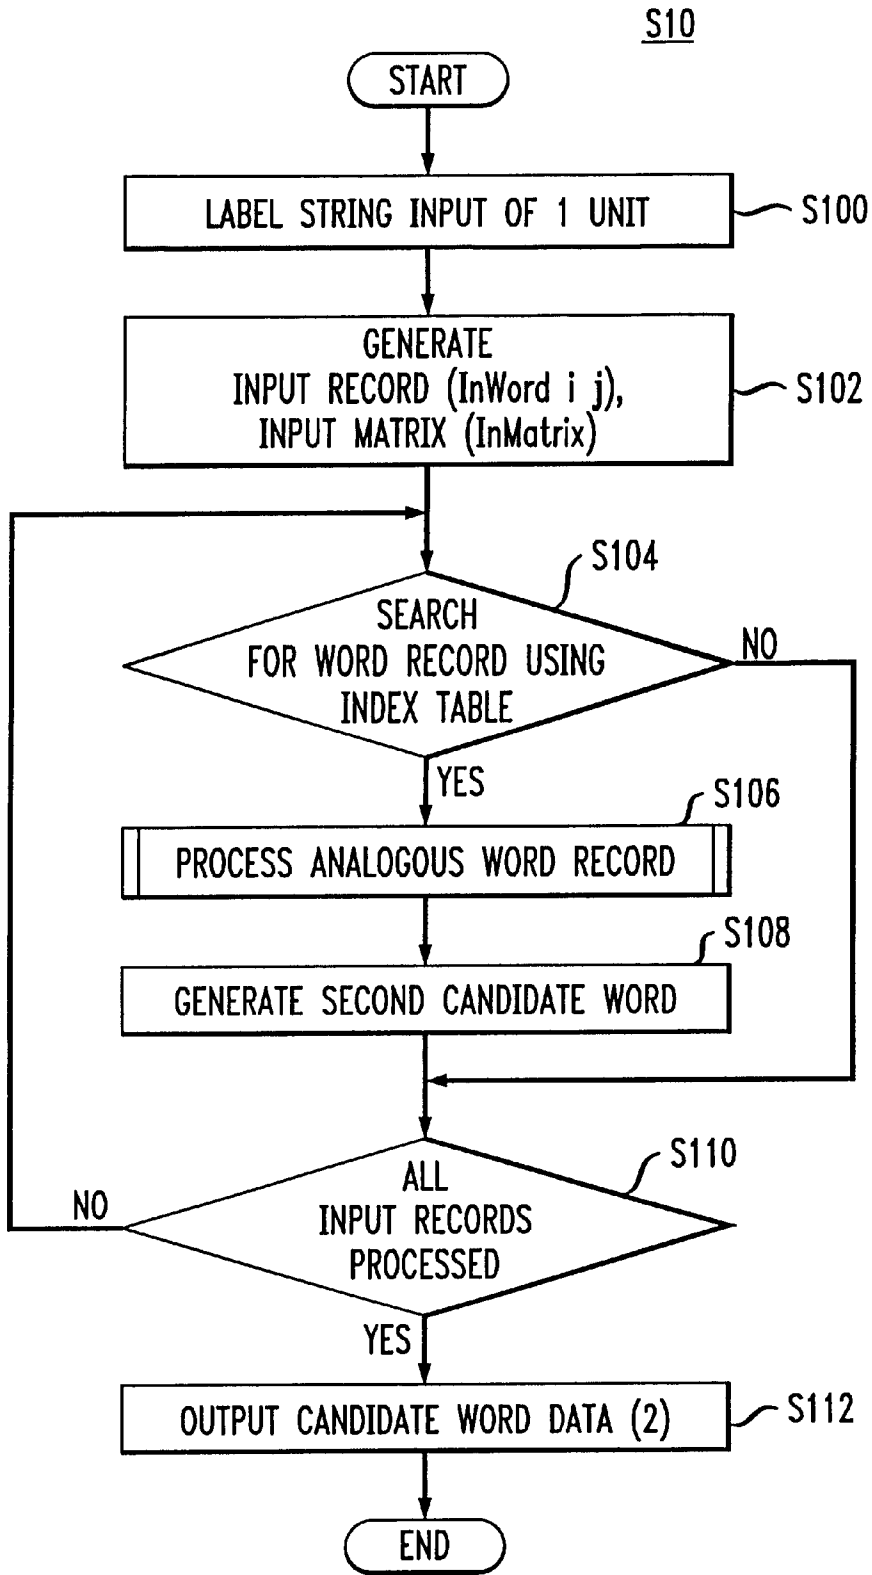 S10
START
LABEL STRING INPUT OF 1 UNIT
S100
GENERATE
INPUT RECORD (InWord i j),
INPUT MATRIX (InMatrix)
S102
S104
SEARCH
FOR WORD RECORD USING
INDEX TABLE
NO
YES
S106
PROCESS ANALOGOUS WORD RECORD
S108
GENERATE SECOND CANDIDATE WORD
S110
ALL
INPUT RECORDS
PROCESSED
NO
YES
OUTPUT CANDIDATE WORD DATA (2)
S112
END